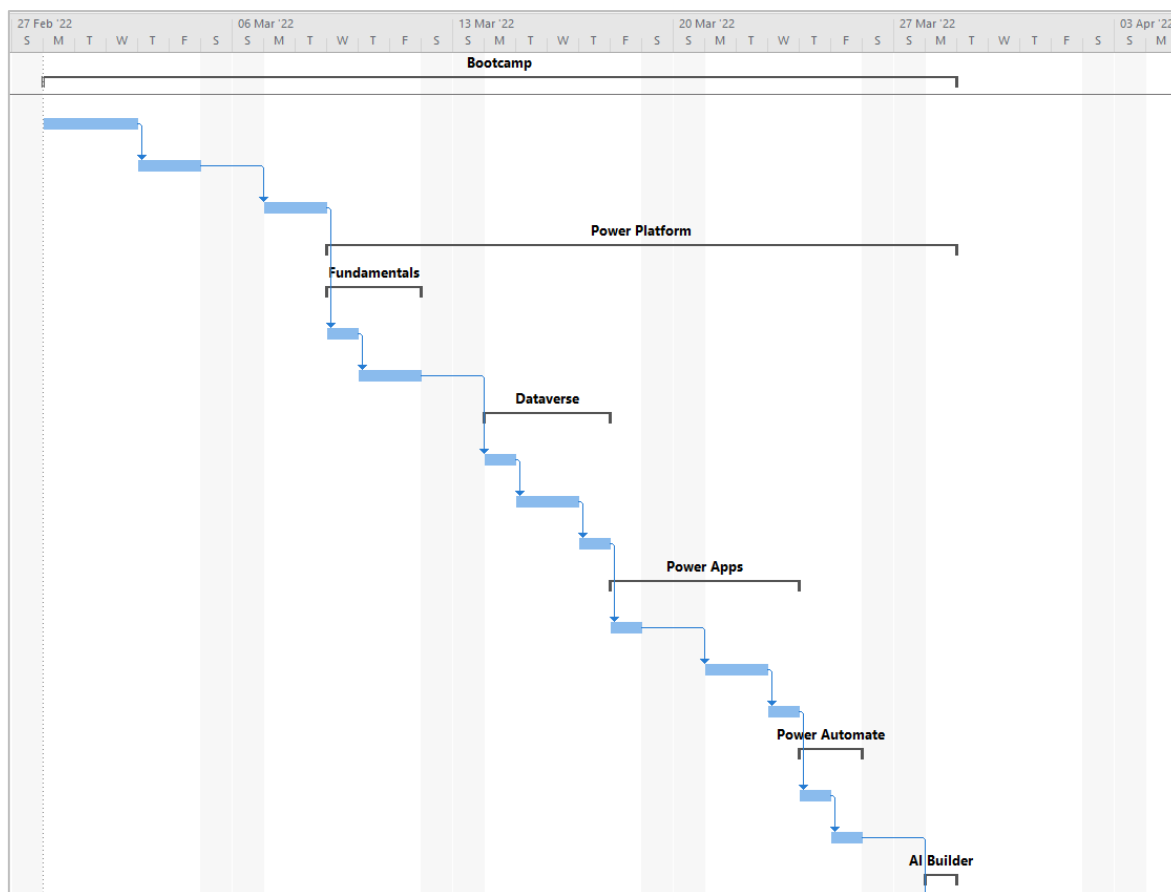 27 Feb '22 06 Mar '22 13 Mar '22 20 Mar '22 27 Mar '22 03 Apr '22
S M T W T F S S M T W T F S S M T W T F S S M T W T F S S M T W T F S S M
Bootcamp
Power Platform
Fundamentals
Dataverse
Power Apps
Power Automate
AI Builder